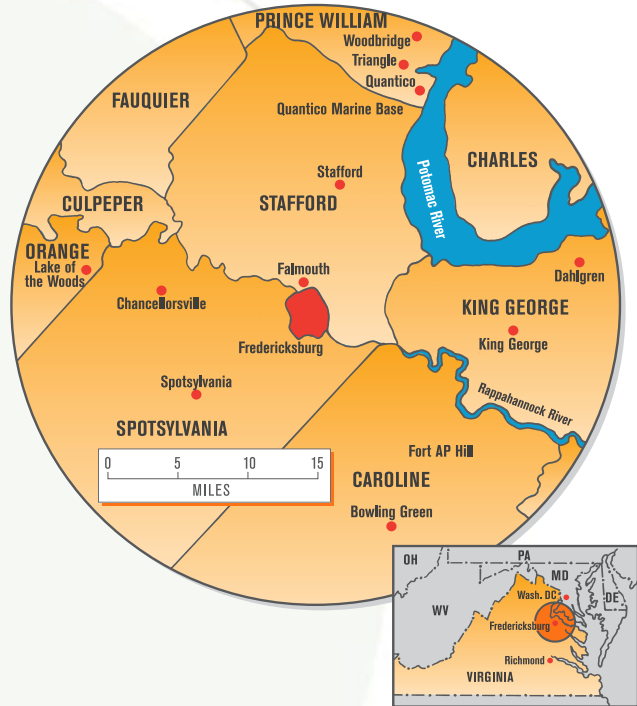 PRINCE WILLIAM
Woodbridge
Triangle
Quantico
FAUQUIER
Quantico Marine Base
CHARLES
Potomac River
Stafford
STAFFORD
CULPEPER
ORANGE
Lake of
the Woods
Chancellorsville
Falmouth
Dahlgren
KING GEORGE
King George
Fredericksburg
Spotsylvania
Rappahannock River
SPOTSYLVANIA
Fort AP Hill
CAROLINE
0 5 10 15
MILES
Bowling Green
OH
PA
MD
Wash. DC
DE
WV
Fredericksburg
Richmond
VIRGINIA